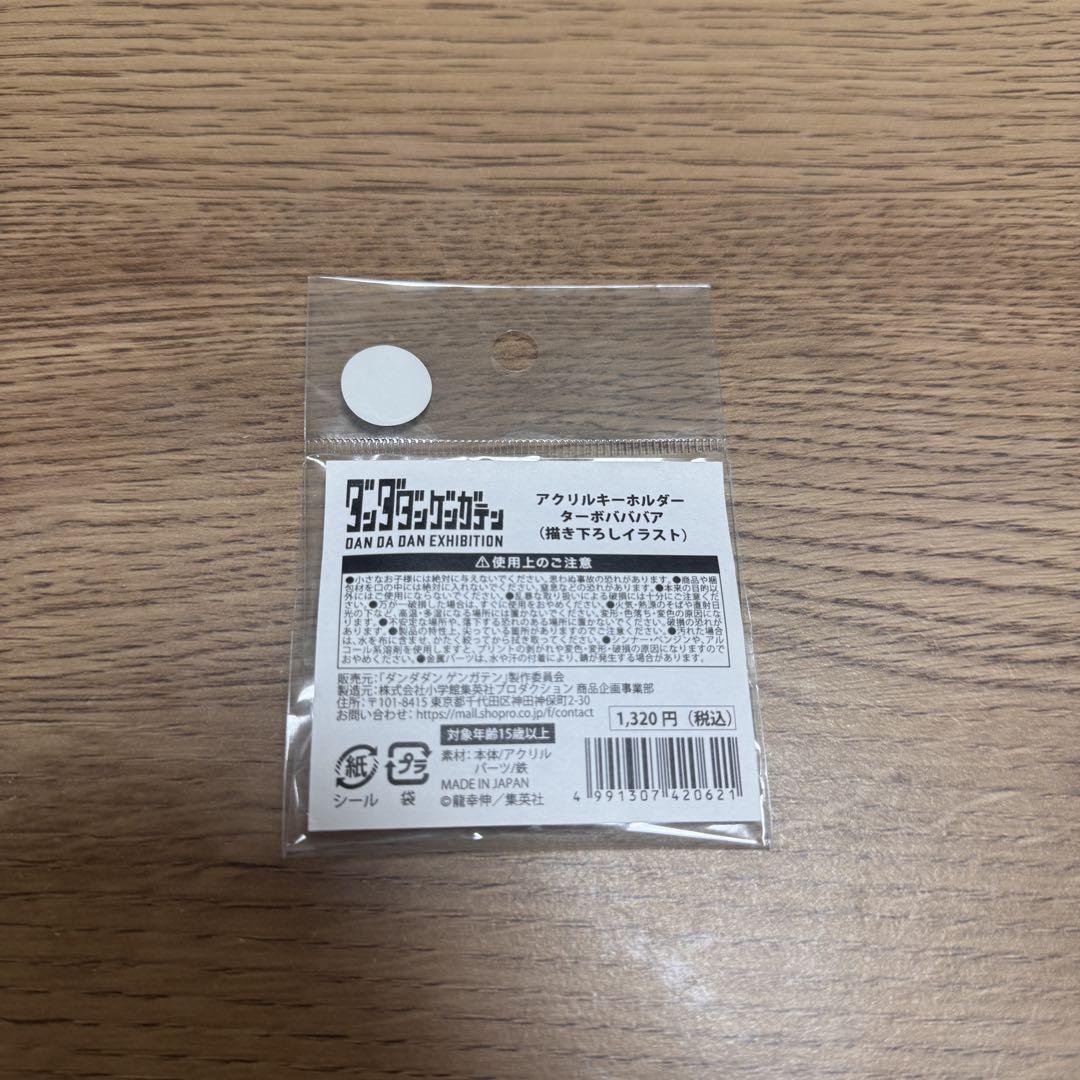 ダンダダンゲンガテン
DAN DA DAN EXHIBITION
アクリルキーホルダー
ターボババア
（描き下ろしイラスト）
⚠使用上のご注意
●小さなお子様には絶対に与えないでください。思わぬ事故の恐れがあります。●商品や梱
包材を口の中には絶対に入れないでください。窒息などの恐れがあります。●本来の目的以
外にはご使用にならないでください。●乱暴な取り扱いによる破損には十分にご注意くださ
い。●万が一破損した場合は、すぐに使用をおやめください。●火気・熱源のそばや直射日
光の下など、高温・多湿になる場所には置かないでください。変形・色落ち・変色の原因になり
ます。●不安定な場所や、落下する恐れのある場所に置かないでください。破損の恐れが
あります。●製品の特性上、尖っている箇所がありますのでご注意ください。●汚れた場合
は、水を布に含ませ、かたく絞ってから拭き取ってください。●シンナー・ベンジンや、アル
コール系溶剤を使用しますと、プリントの剥がれや変色・変形・破損の原因になりますので
おやめください。●金属パーツは、水や汗の付着により、錆が発生する場合があります。
販売元：「ダンダダン ゲンガテン」製作委員会
製造元：株式会社小学館集英社プロダクション 商品企画事業部
住所：〒101-8415 東京都千代田区神田神保町2-30
お問い合わせ：https://mall.shopro.co.jp/f/contact
1,320円（税込）
対象年齢15歳以上
素材：本体/アクリル
パーツ/鉄
MADE IN JAPAN
©龍幸伸／集英社
紙
シール
プラ
袋
4 991307 420621